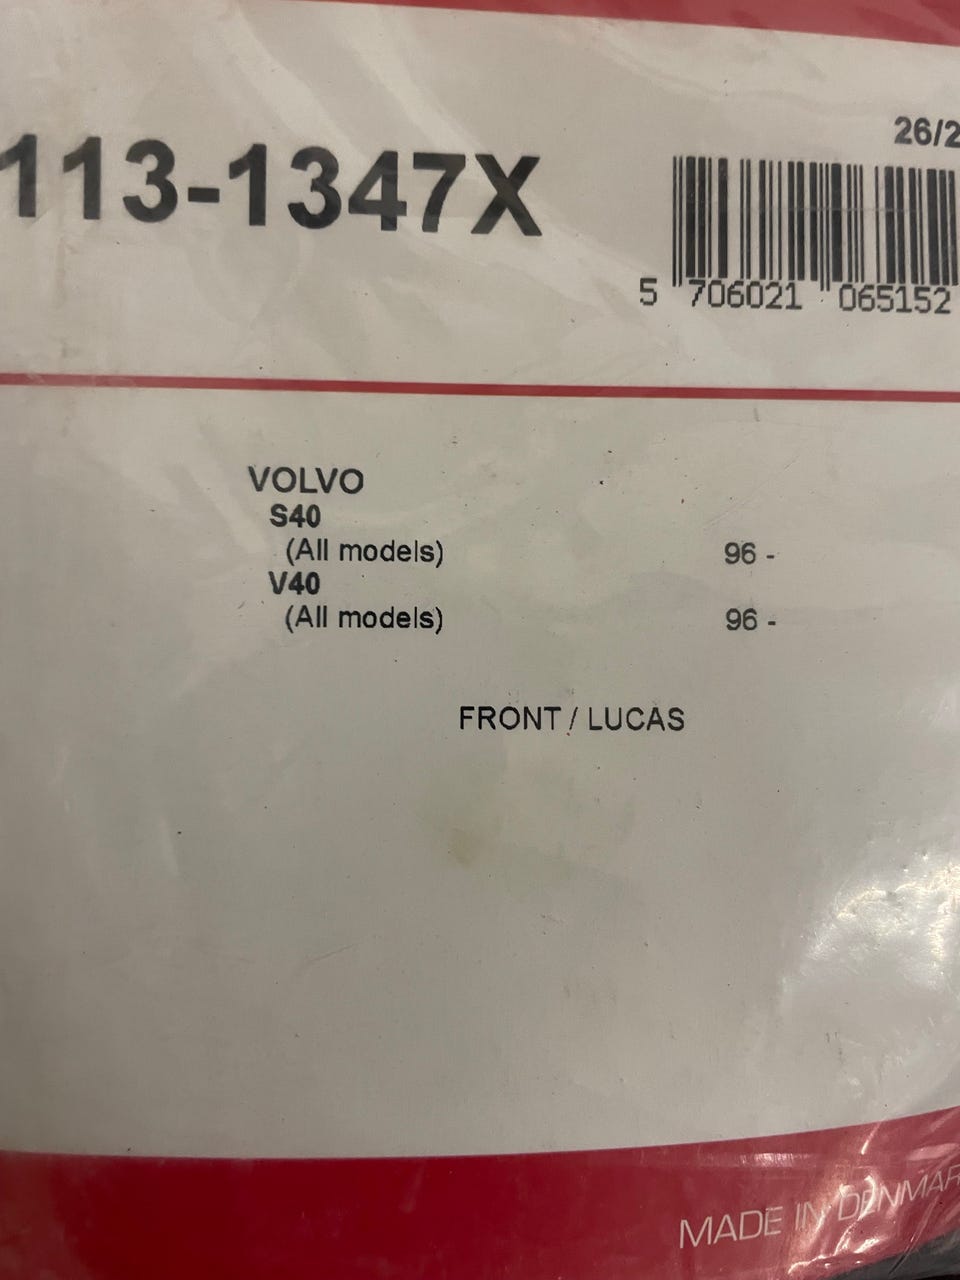 113-1347X
26/2
5 706021 065152
VOLVO
S40
(All models) 96 -
V40
(All models) 96 -
FRONT / LUCAS
MADE IN DENMAR